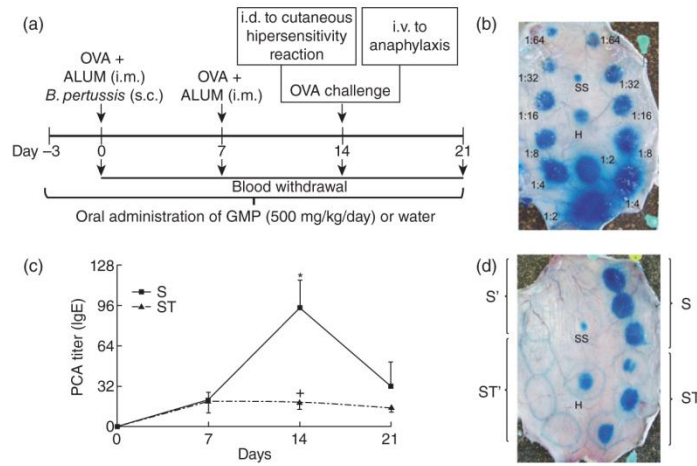 (a)
i.d. to cutaneous
hipersensitivity
reaction
i.v. to
anaphylaxis
OVA +
ALUM (i.m.)
B. pertussis (s.c.)
OVA +
ALUM (i.m.)
OVA challenge
Day –3
0
7
14
21
Blood withdrawal
Oral administration of GMP (500 mg/kg/day) or water
(b)
1:64
1:64
SS
1:32
1:32
1:16
1:16
H
1:8
1:2
1:8
1:4
1:4
1:2
(c)
128
96
64
32
0
PCA titer (IgE)
S
ST
*
+
0
7
14
21
Days
(d)
S'
S
SS
ST'
H
ST